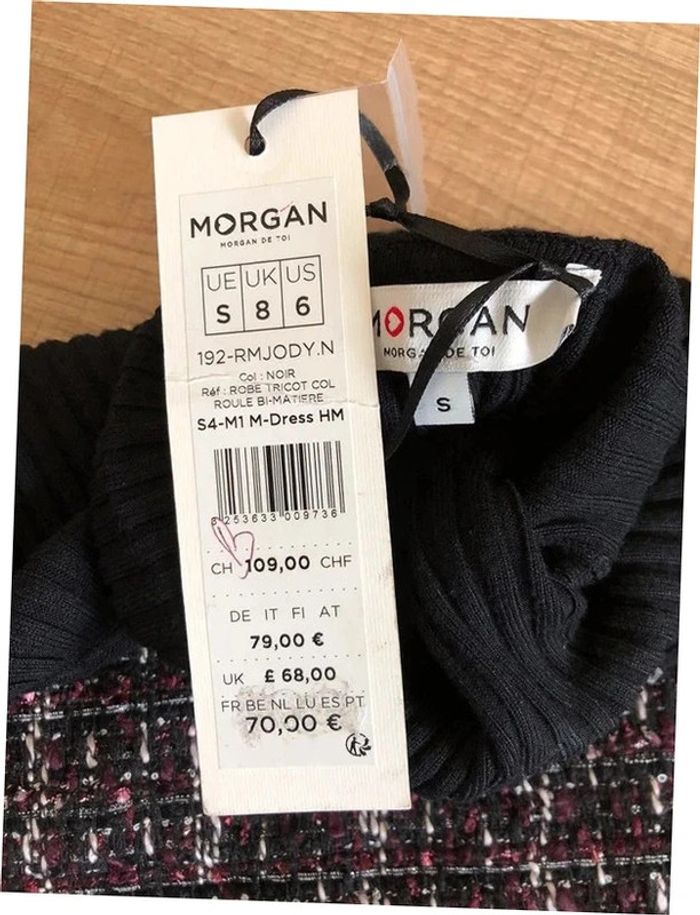 MORGAN
MORGAN DE TOI
UE UK US
S 8 6
192-RMJODY.N
Col : NOIR
Réf : ROBE TRICOT COL
ROULE BI-MATIERE
S4-M1 M-Dress HM
3253633 009736
CH 109,00 CHF
DE IT FI AT
79,00 €
UK £ 68,00
FR BE NL LU ES PT
70,00 €
MORGAN
MORGAN DE TOI
S